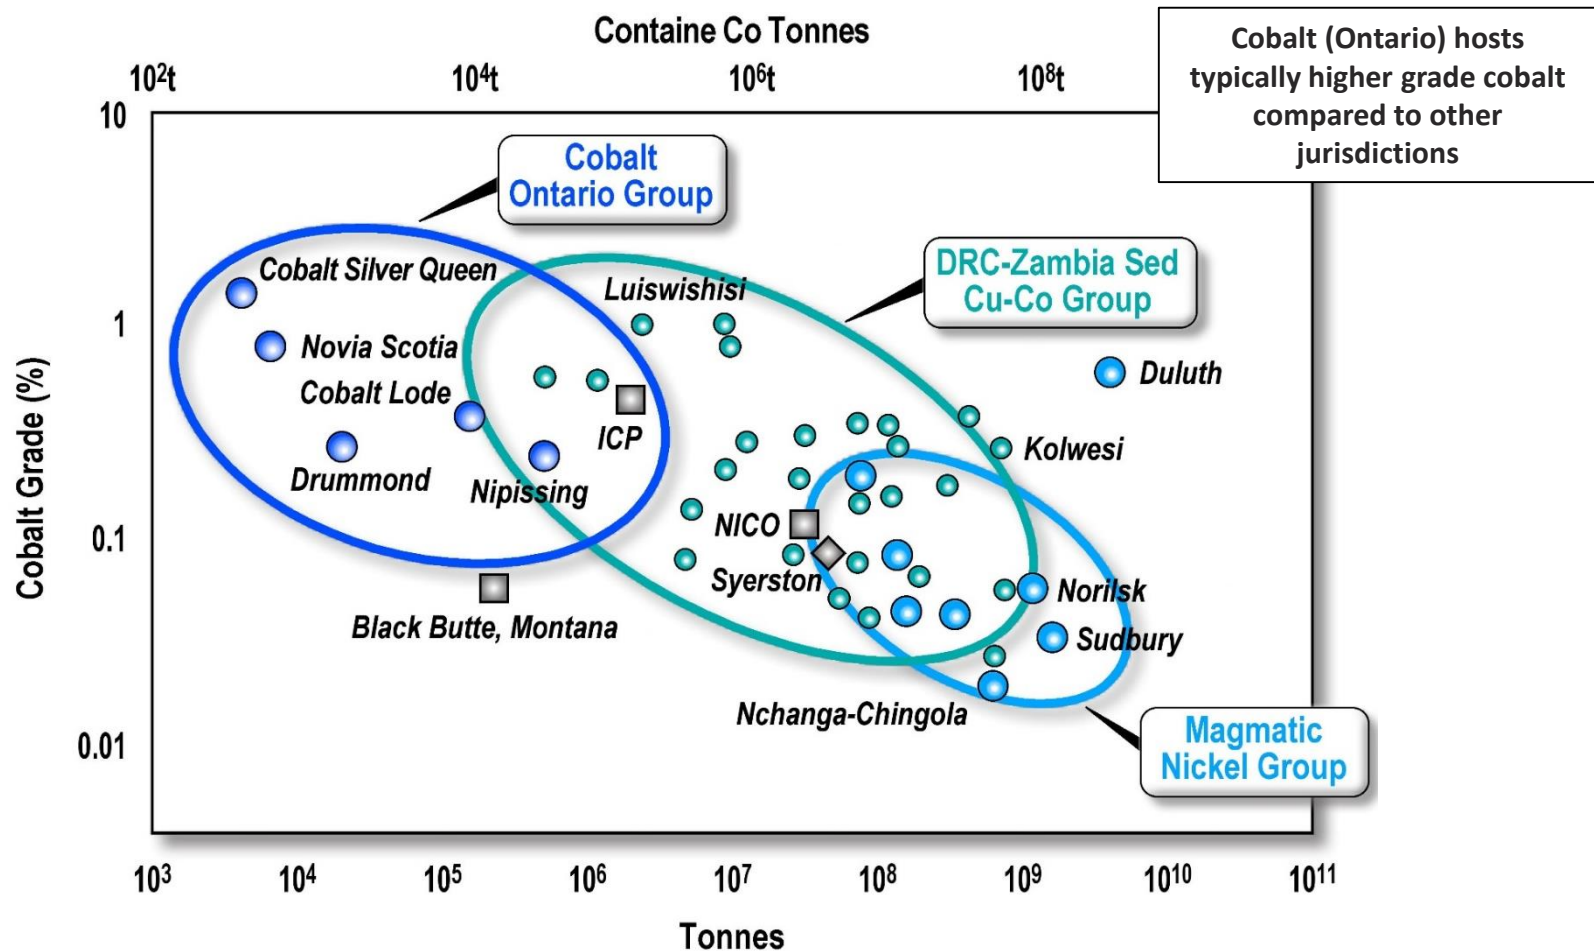 Containe Co Tonnes
10²t
10⁴t
10⁶t
10⁸t
Cobalt (Ontario) hosts
typically higher grade cobalt
compared to other
jurisdictions
Cobalt Grade (%)
10
1
0.1
0.01
Cobalt
Ontario Group
DRC-Zambia Sed
Cu-Co Group
Cobalt Silver Queen
Luiswishisi
Novia Scotia
Duluth
Cobalt Lode
ICP
Kolwesi
Drummond
Nipissing
NICO
Syerston
Norilsk
Black Butte, Montana
Sudbury
Nchanga-Chingola
Magmatic
Nickel Group
10³
10⁴
10⁵
10⁶
10⁷
10⁸
10⁹
10¹⁰
10¹¹
Tonnes